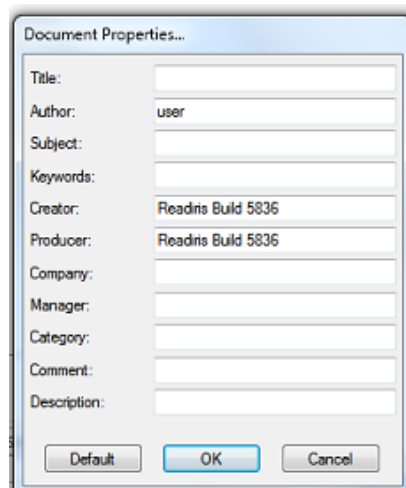 Document Properties...
Title:
Author: user
Subject:
Keywords:
Creator: Readiris Build 5836
Producer: Readiris Build 5836
Company:
Manager:
Category:
Comment:
Description:
Default OK Cancel